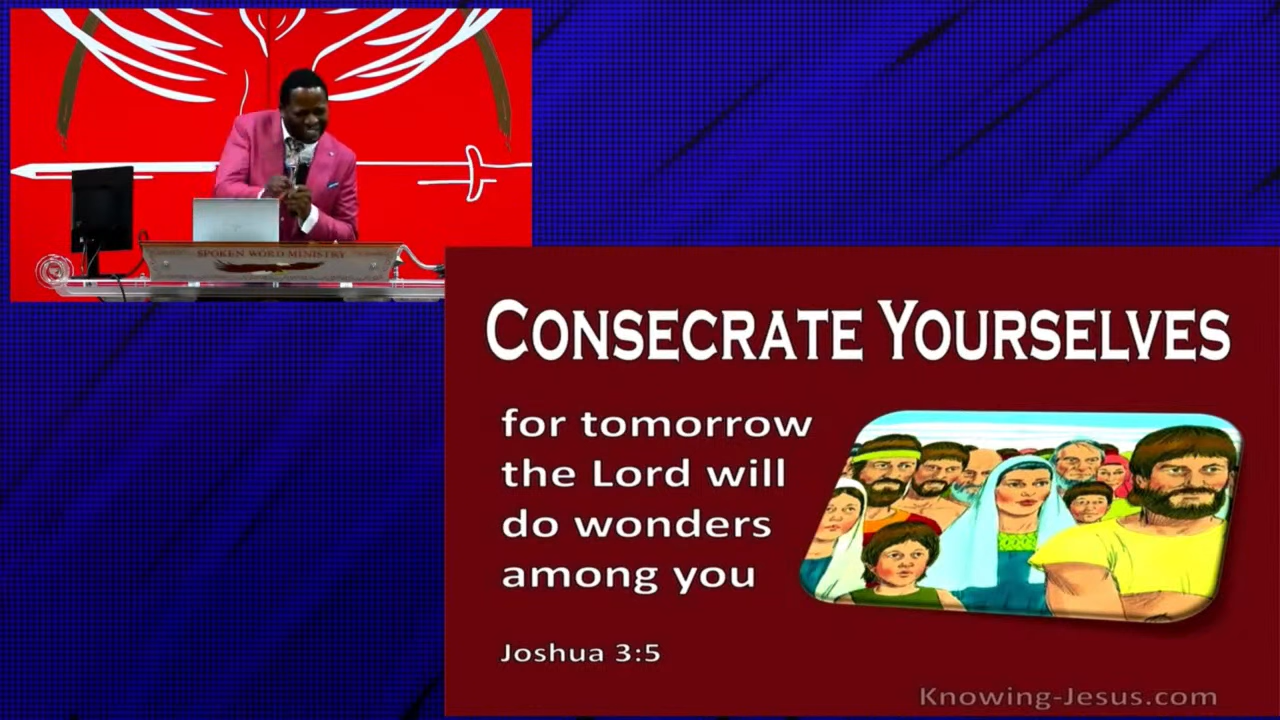 SPOKEN WORD MINISTRY
CONSECRATE YOURSELVES
for tomorrow
the Lord will
do wonders
among you
Joshua 3:5
Knowing-Jesus.com